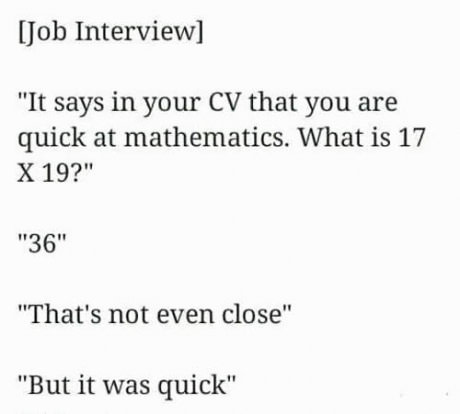 [Job Interview]
"It says in your CV that you are
quick at mathematics. What is 17
X 19?"
"36"
"That's not even close"
"But it was quick"